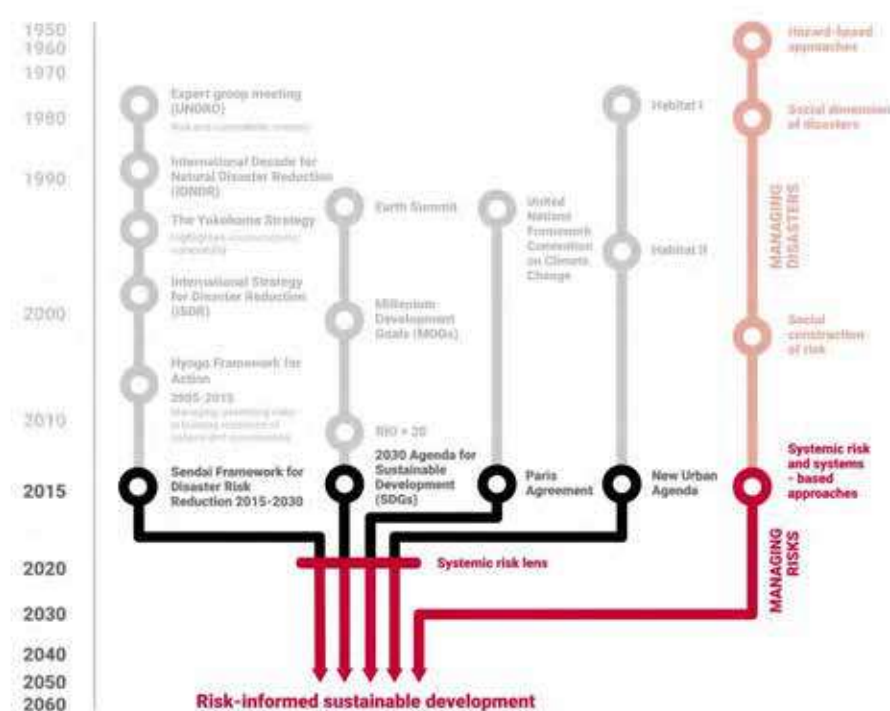 1950
1960
1970
1980
1990
2000
2010
2015
2020
2030
2040
2050
2060
Expert group meeting
(UNDRO)
International Decade for
Natural Disaster Reduction
(IDNDR)
The Yokohama Strategy
vulnerability
International Strategy
for Disaster Reduction
(ISDR)
Hyogo Framework for
Action
2005-2015
Sendai Framework for
Disaster Risk
Reduction 2015-2030
Earth Summit
Millenium
Development
Goals (MDGs)
RIO + 20
2030 Agenda for
Sustainable
Development
(SDGs)
United
Nations
Framework
Convention
on Climate
Change
Paris
Agreement
Habitat I
Habitat II
New Urban
Agenda
Hazard-based
approaches
Social dimension
of disasters
MANAGING
DISASTERS
Social
construction
of risk
Systemic risk
and systems
- based
approaches
MANAGING
RISKS
Systemic risk lens
Risk-informed sustainable development